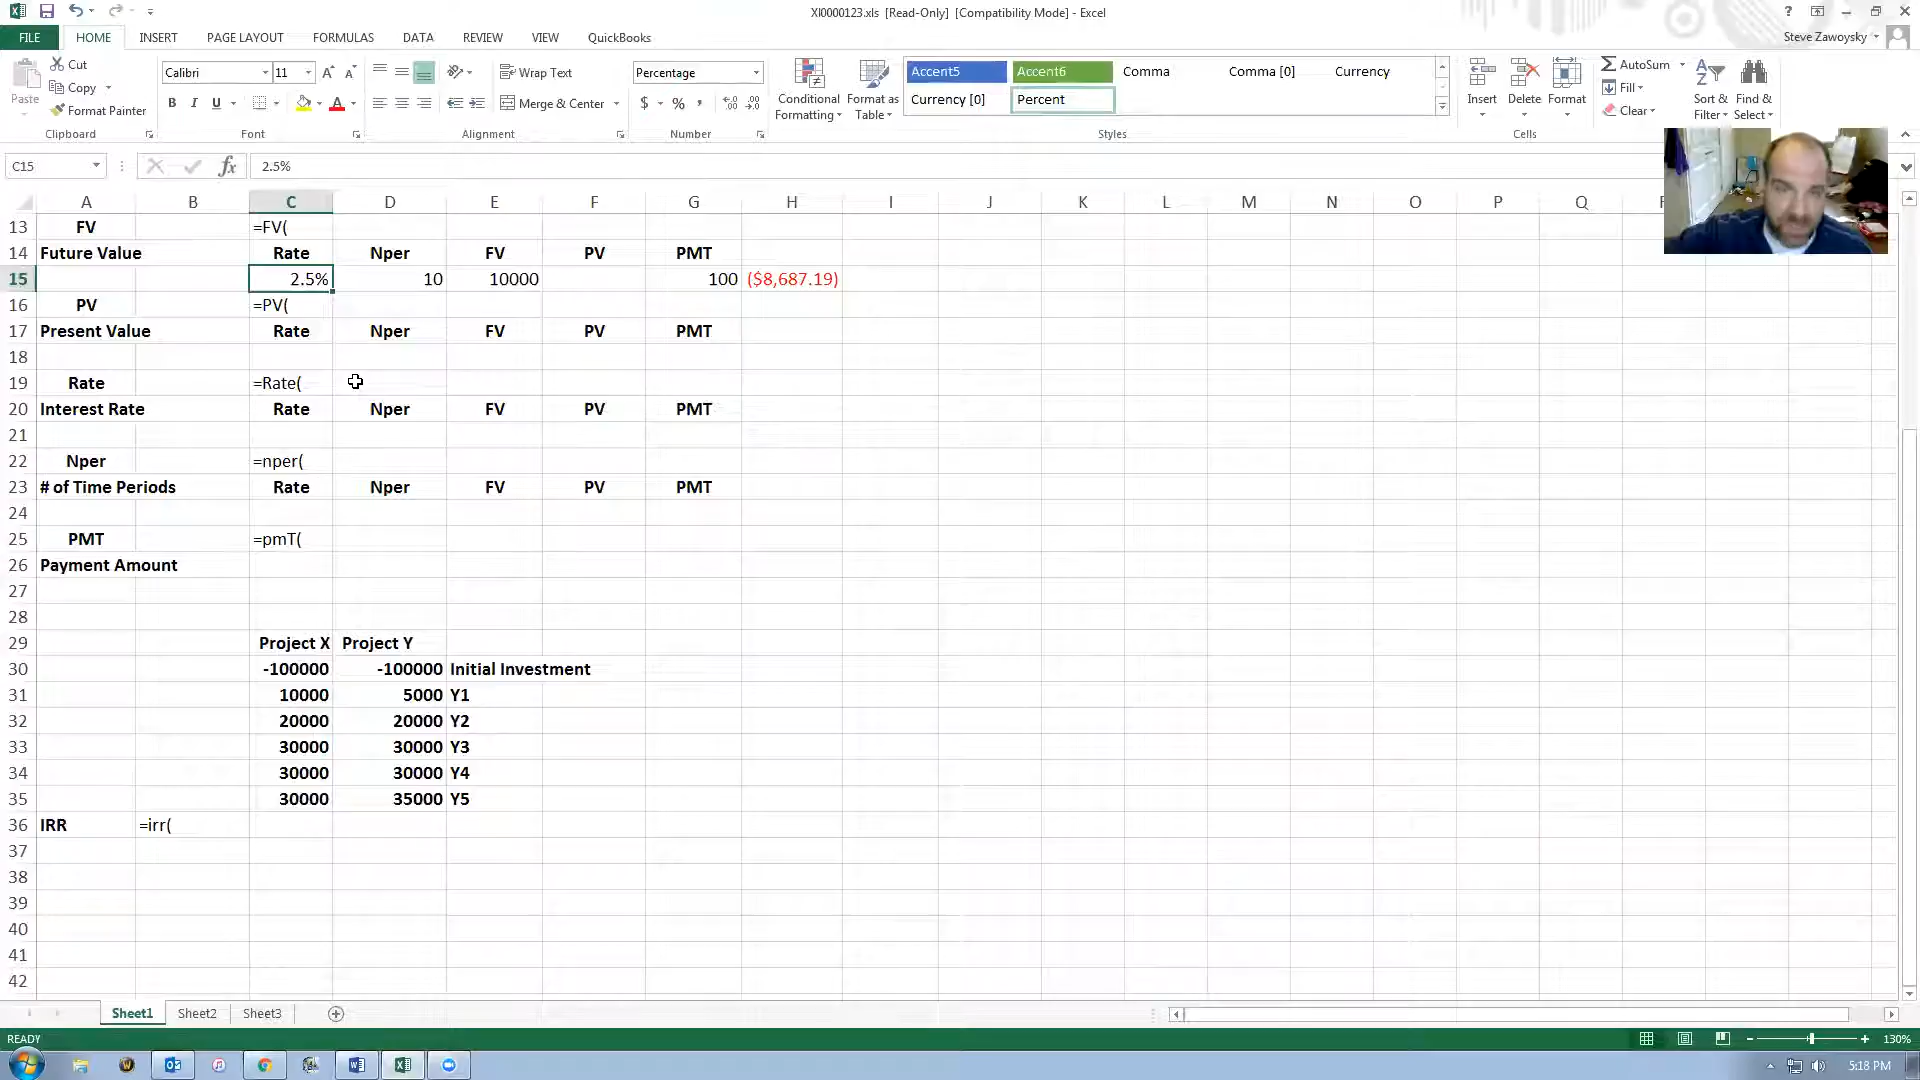 XI0000123.xls [Read-Only] [Compatibility Mode] - Excel
FILE HOME INSERT PAGE LAYOUT FORMULAS DATA REVIEW VIEW QuickBooks Steve Zawoysky
Paste Cut Copy Format Painter
Clipboard
Calibri 11
B I U
Font
Wrap Text
Merge & Center
Alignment
Percentage
$ % ,
Number
Conditional Formatting
Format as Table
Accent5 Accent6 Comma Comma [0] Currency
Currency [0] Percent
Styles
Insert Delete Format
Cells
AutoSum
Fill
Clear
Sort & Filter
Find & Select
C15 fx 2.5%
A B C D E F G H I J K L M N O P Q
13 FV =FV(
14 Future Value Rate Nper FV PV PMT
15 2.5% 10 10000 100 ($8,687.19)
16 PV =PV(
17 Present Value Rate Nper FV PV PMT
18
19 Rate =Rate(
20 Interest Rate Rate Nper FV PV PMT
21
22 Nper =nper(
23 # of Time Periods Rate Nper FV PV PMT
24
25 PMT =pmT(
26 Payment Amount
27
28
29 Project X Project Y
30 -100000 -100000 Initial Investment
31 10000 5000 Y1
32 20000 20000 Y2
33 30000 30000 Y3
34 30000 30000 Y4
35 30000 35000 Y5
36 IRR =irr(
37
38
39
40
41
42
Sheet1 Sheet2 Sheet3
READY 130%
5:18 PM